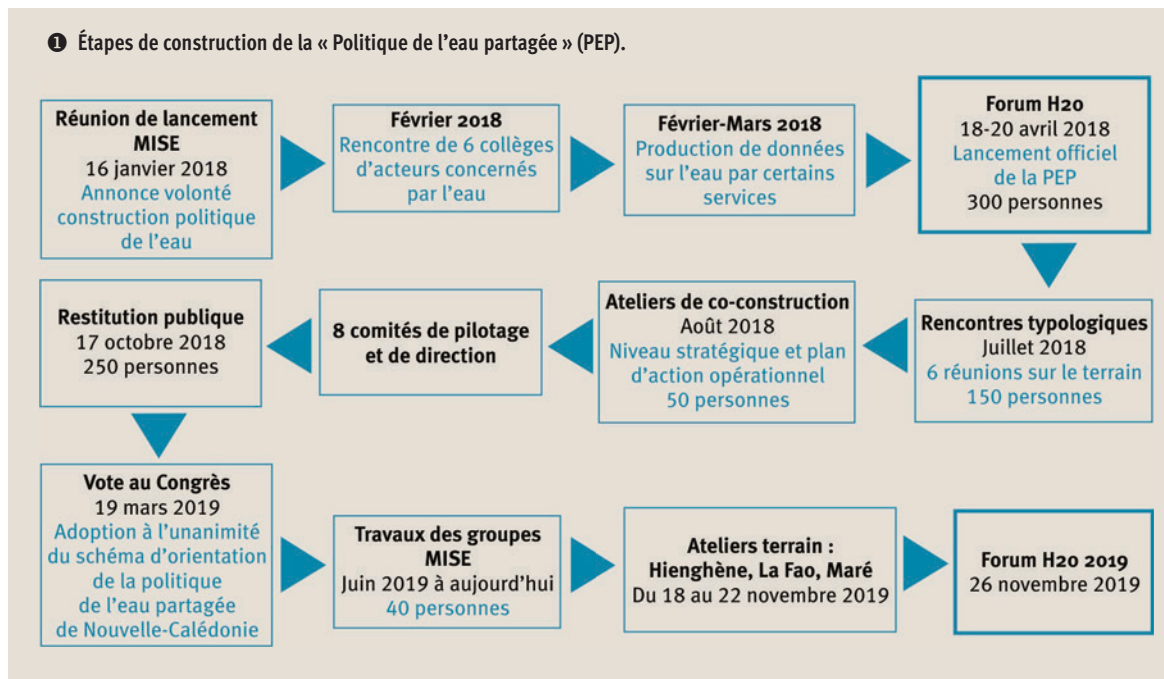 ❶ Étapes de construction de la « Politique de l'eau partagée » (PEP).
Réunion de lancement
MISE
16 janvier 2018
Annonce volonté
construction politique
de l'eau
Février 2018
Rencontre de 6 collèges
d'acteurs concernés
par l'eau
Février-Mars 2018
Production de données
sur l'eau par certains
services
Forum H20
18-20 avril 2018
Lancement officiel
de la PEP
300 personnes
Rencontres typologiques
Juillet 2018
6 réunions sur le terrain
150 personnes
Ateliers de co-construction
Août 2018
Niveau stratégique et plan
d'action opérationnel
50 personnes
8 comités de pilotage
et de direction
Restitution publique
17 octobre 2018
250 personnes
Vote au Congrès
19 mars 2019
Adoption à l'unanimité
du schéma d'orientation
de la politique
de l'eau partagée
de Nouvelle-Calédonie
Travaux des groupes
MISE
Juin 2019 à aujourd'hui
40 personnes
Ateliers terrain :
Hienghène, La Fao, Maré
Du 18 au 22 novembre 2019
Forum H20 2019
26 novembre 2019